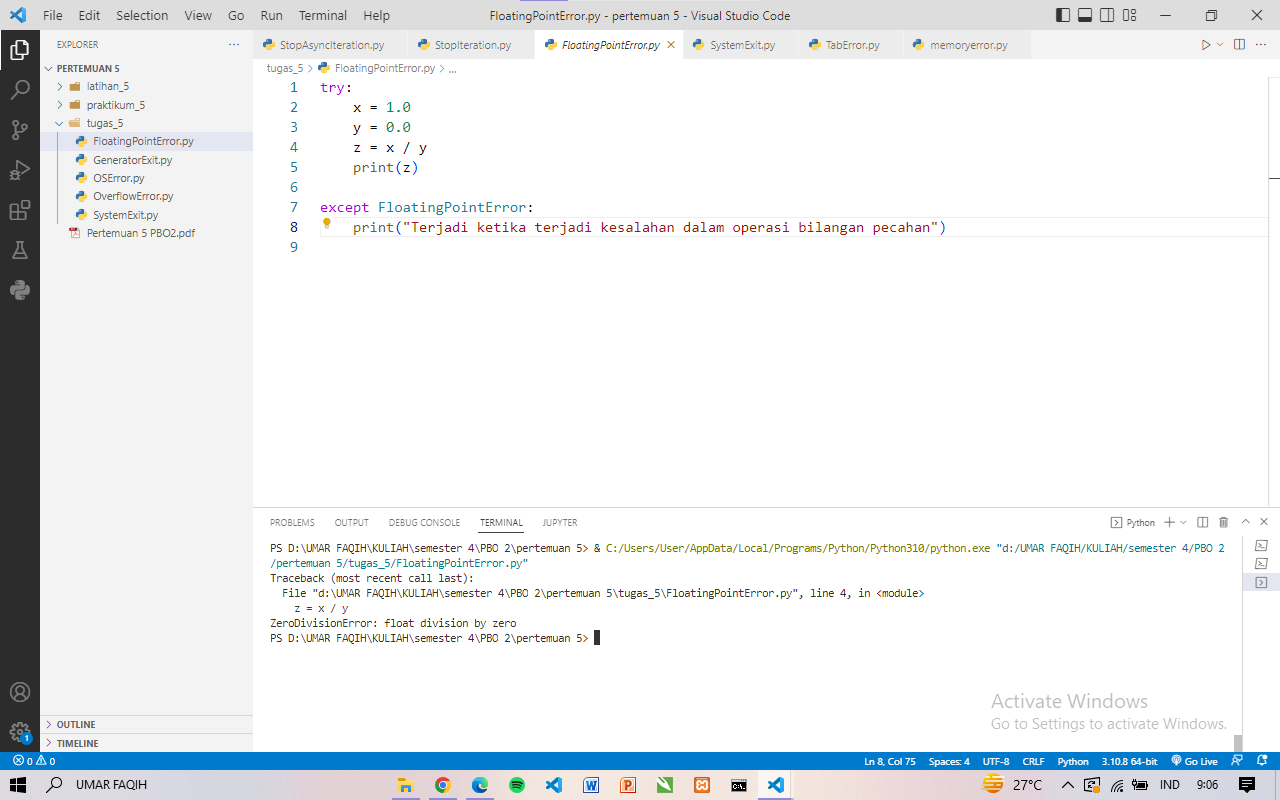 File Edit Selection View Go Run Terminal Help FloatingPointError.py - pertemuan 5 - Visual Studio Code
EXPLORER
PERTEMUAN 5
latihan_5
praktikum_5
tugas_5
FloatingPointError.py
GeneratorExit.py
OSError.py
OverflowError.py
SystemExit.py
Pertemuan 5 PBO2.pdf
OUTLINE
TIMELINE
StopAsyncIteration.py StopIteration.py FloatingPointError.py SystemExit.py TabError.py memoryerror.py
tugas_5 > FloatingPointError.py > ...
1 try:
2 x = 1.0
3 y = 0.0
4 z = x / y
5 print(z)
6
7 except FloatingPointError:
8 print("Terjadi ketika terjadi kesalahan dalam operasi bilangan pecahan")
9
PROBLEMS OUTPUT DEBUG CONSOLE TERMINAL JUPYTER Python
PS D:\UMAR FAQIH\KULIAH\semester 4\PBO 2\pertemuan 5> & C:/Users/User/AppData/Local/Programs/Python/Python310/python.exe "d:/UMAR FAQIH/KULIAH/semester 4/PBO 2
/pertemuan 5/tugas_5/FloatingPointError.py"
Traceback (most recent call last):
File "d:\UMAR FAQIH\KULIAH\semester 4\PBO 2\pertemuan 5\tugas_5\FloatingPointError.py", line 4, in <module>
z = x / y
ZeroDivisionError: float division by zero
PS D:\UMAR FAQIH\KULIAH\semester 4\PBO 2\pertemuan 5>
Activate Windows
Go to Settings to activate Windows.
1
0 0 Ln 8, Col 75 Spaces: 4 UTF-8 CRLF Python 3.10.8 64-bit Go Live
UMAR FAQIH 27°C IND 9:06